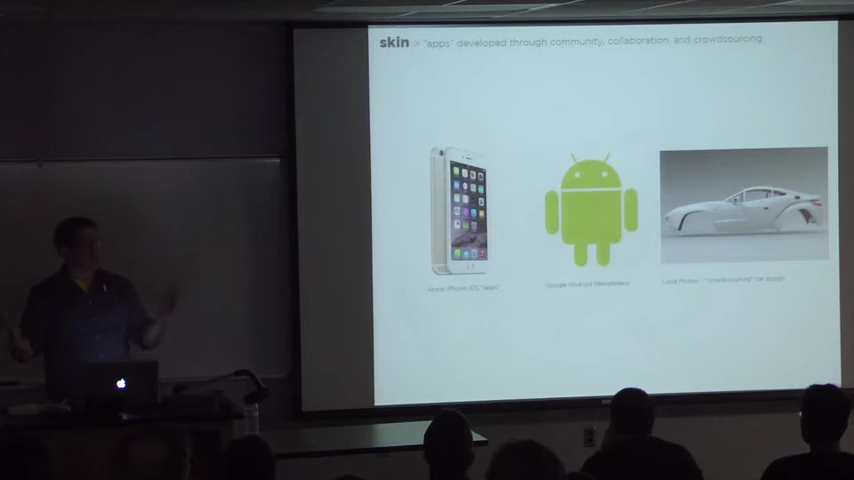 skin > "apps" developed through community, collaboration, and crowdsourcing
Apple iPhone iOS "apps"
Google Android Marketplace
Local Motors - "crowd-sourced" car design